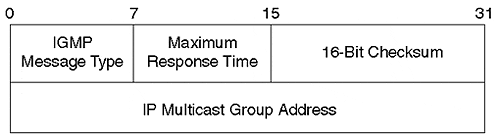 0 7 15 31
IGMP Maximum 16-Bit Checksum
Message Type Response Time
IP Multicast Group Address